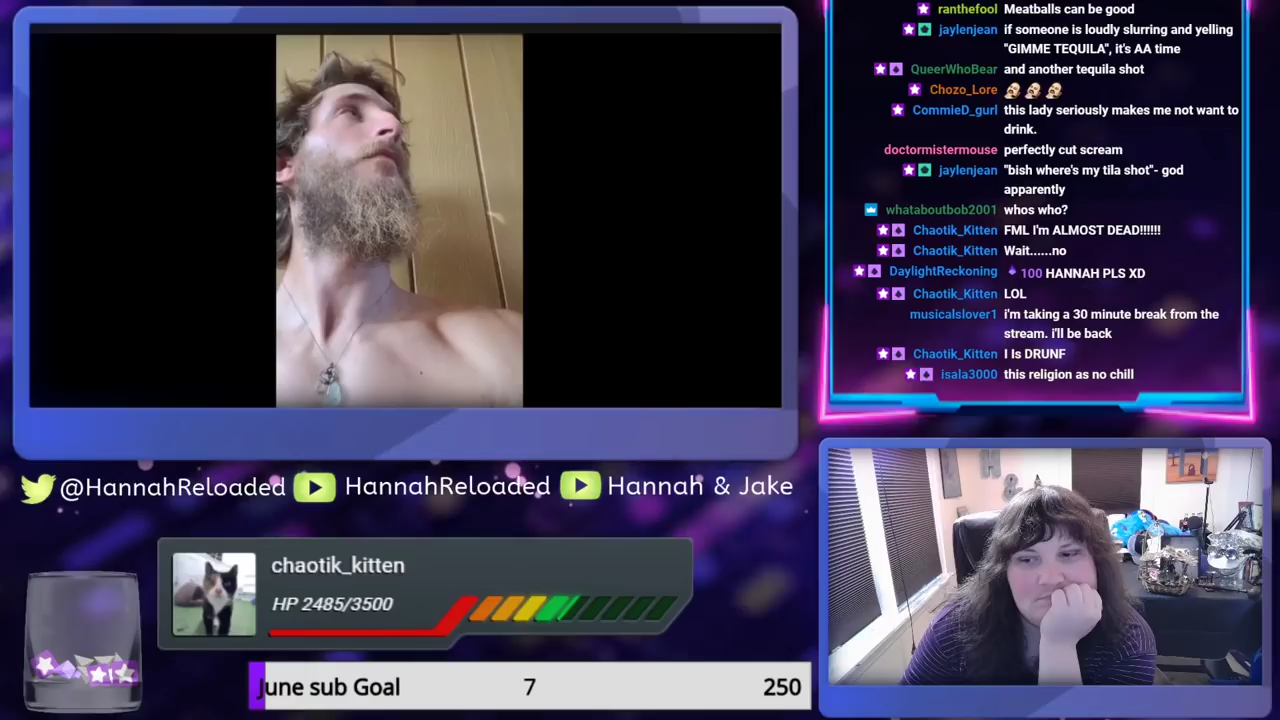 ranthefool Meatballs can be good
jaylenjean if someone is loudly slurring and yelling
"GIMME TEQUILA", it's AA time
QueerWhoBear and another tequila shot
Chozo_Lore
CommieD_gurl this lady seriously makes me not want to
drink.
doctormistermouse perfectly cut scream
jaylenjean "bish where's my tila shot"- god
apparently
whataboutbob2001 whos who?
Chaotik_Kitten FML I'm ALMOST DEAD!!!!!!
Chaotik_Kitten Wait......no
DaylightReckoning 100 HANNAH PLS XD
Chaotik_Kitten LOL
musicalslover1 i'm taking a 30 minute break from the
stream. i'll be back
Chaotik_Kitten I Is DRUNF
isala3000 this religion as no chill
@HannahReloaded HannahReloaded Hannah & Jake
chaotik_kitten
HP 2485/3500
June sub Goal 7 250
H
&